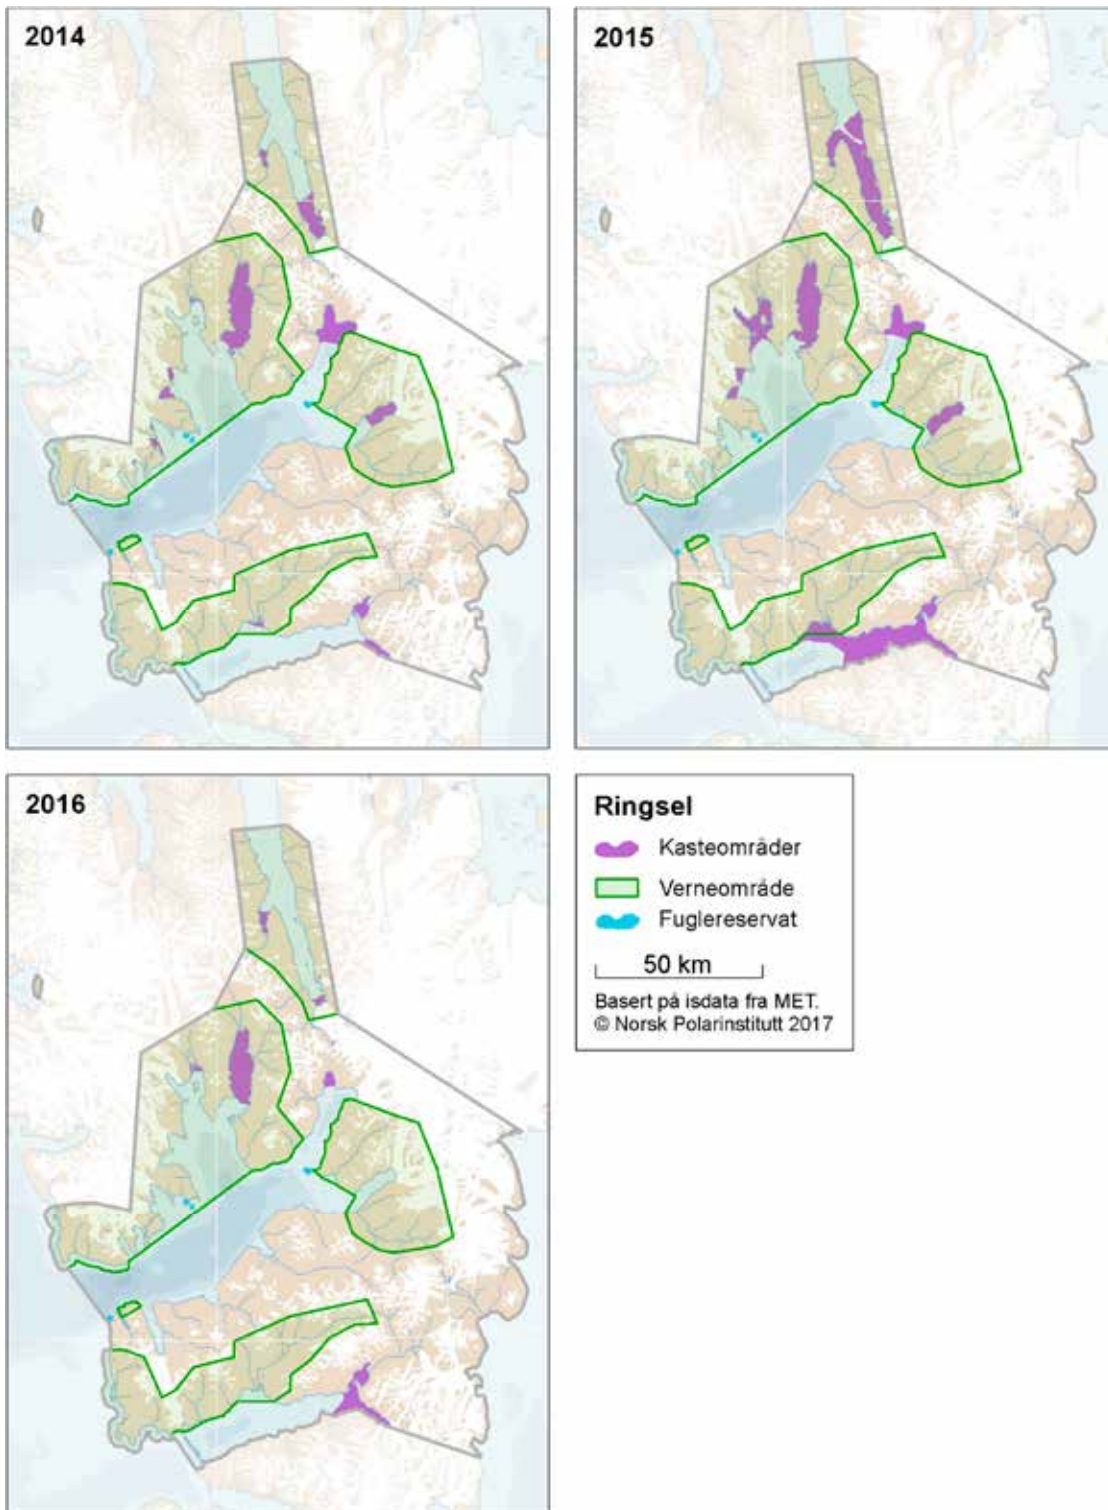 2014
2015
2016
Ringsel
Kasteområder
Verneområde
Fuglereservat
50 km
Basert på isdata fra MET.
© Norsk Polarinstitutt 2017